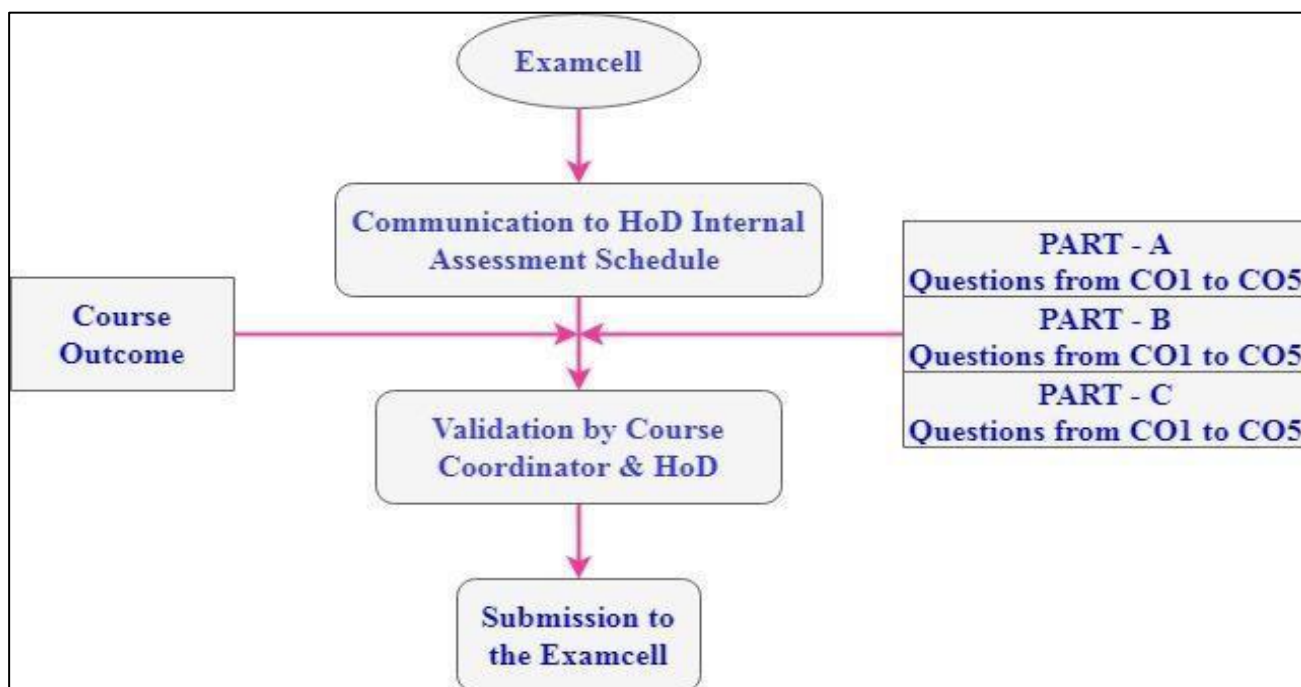 Examcell
Communication to HoD Internal
Assessment Schedule
Course
Outcome
PART - A
Questions from CO1 to CO5
PART - B
Questions from CO1 to CO5
PART - C
Questions from CO1 to CO5
Validation by Course
Coordinator & HoD
Submission to
the Examcell